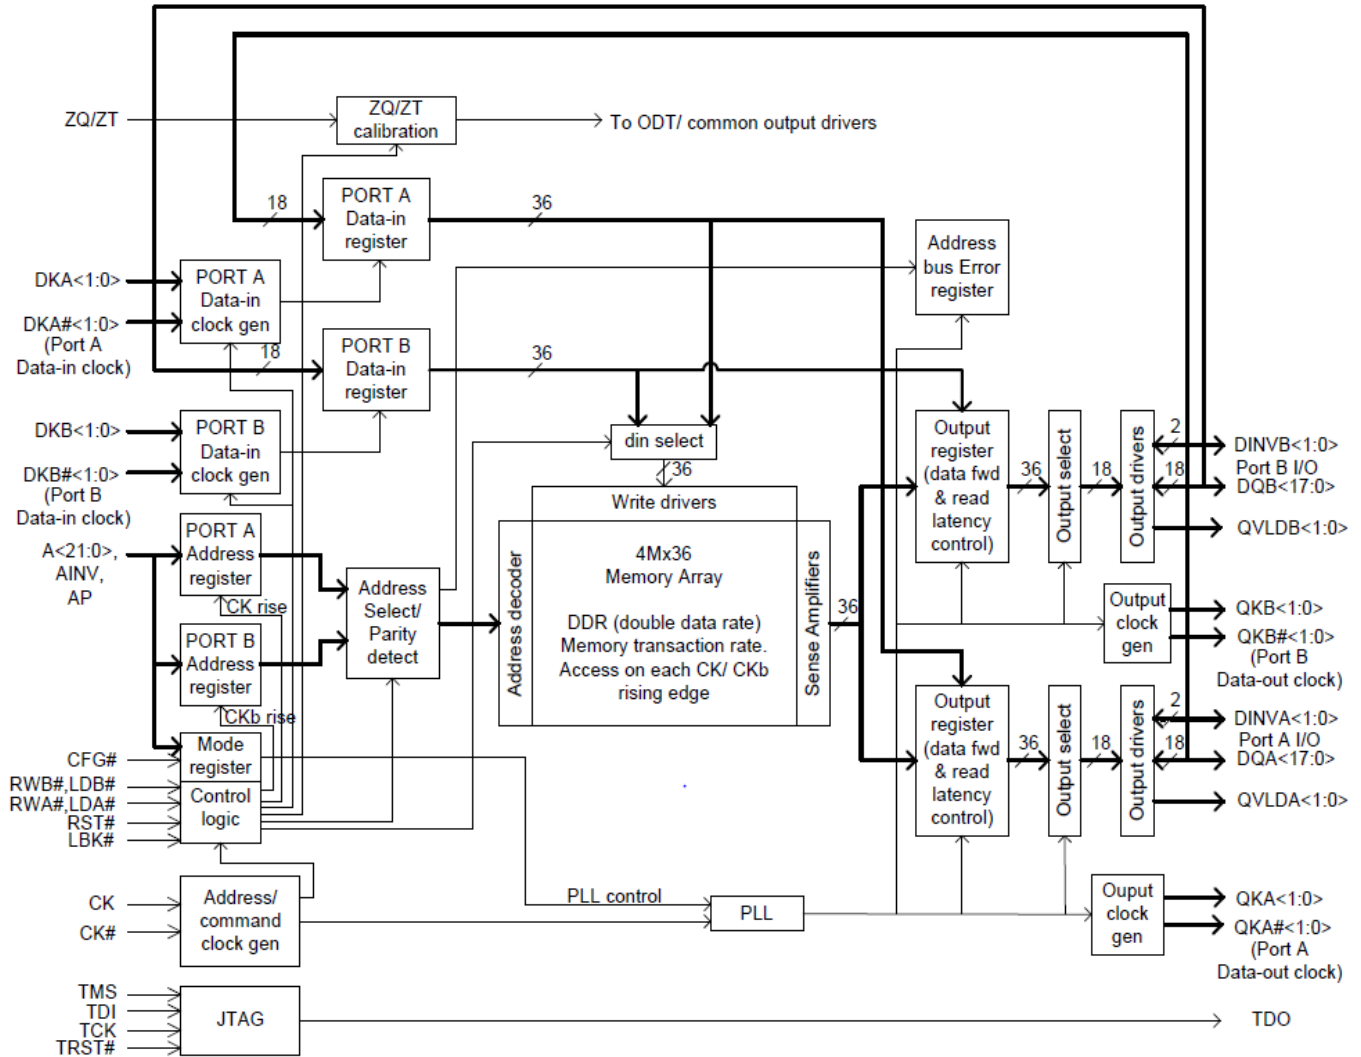 ZQ/ZT
ZQ/ZT
calibration
To ODT/ common output drivers
18
PORT A
Data-in
register
36
Address
bus Error
register
DKA<1:0>
DKA#<1:0>
(Port A
Data-in clock)
PORT A
Data-in
clock gen
18
PORT B
Data-in
register
36
DKB<1:0>
DKB#<1:0>
(Port B
Data-in clock)
PORT B
Data-in
clock gen
din select
36
Write drivers
Output
register
(data fwd
& read
latency
control)
36
Output select
18
Output drivers
2
18
DINVB<1:0>
Port B I/O
DQB<17:0>
QVLDB<1:0>
A<21:0>,
AINV,
AP
PORT A
Address
register
CK rise
PORT B
Address
register
CKb rise
Address
Select/
Parity
detect
Address decoder
4Mx36
Memory Array
DDR (double data rate)
Memory transaction rate.
Access on each CK/ CKb
rising edge
Sense Amplifiers
36
Output
clock
gen
QKB<1:0>
QKB#<1:0>
(Port B
Data-out clock)
Mode
register
Control
logic
CFG#
RWB#,LDB#
RWA#,LDA#
RST#
LBK#
Output
register
(data fwd
& read
latency
control)
36
Output select
18
Output drivers
2
18
DINVA<1:0>
Port A I/O
DQA<17:0>
QVLDA<1:0>
CK
CK#
Address/
command
clock gen
PLL control
PLL
Ouput
clock
gen
QKA<1:0>
QKA#<1:0>
(Port A
Data-out clock)
TMS
TDI
TCK
TRST#
JTAG
TDO